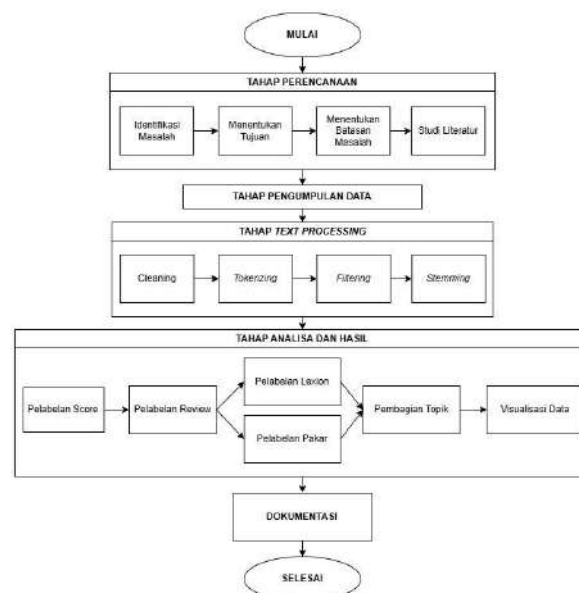 MULAI
TAHAP PERENCANAAN
Identifikasi
Masalah
Menentukan
Tujuan
Menentukan
Batasan
Masalah
Studi Literatur
TAHAP PENGUMPULAN DATA
TAHAP TEXT PROCESSING
Cleaning
Tokenizing
Filtering
Stemming
TAHAP ANALISA DAN HASIL
Pelabelan Score
Pelabelan Review
Pelabelan Lexion
Pelabelan Pakar
Pembagian Topik
Visualisasi Data
DOKUMENTASI
SELESAI